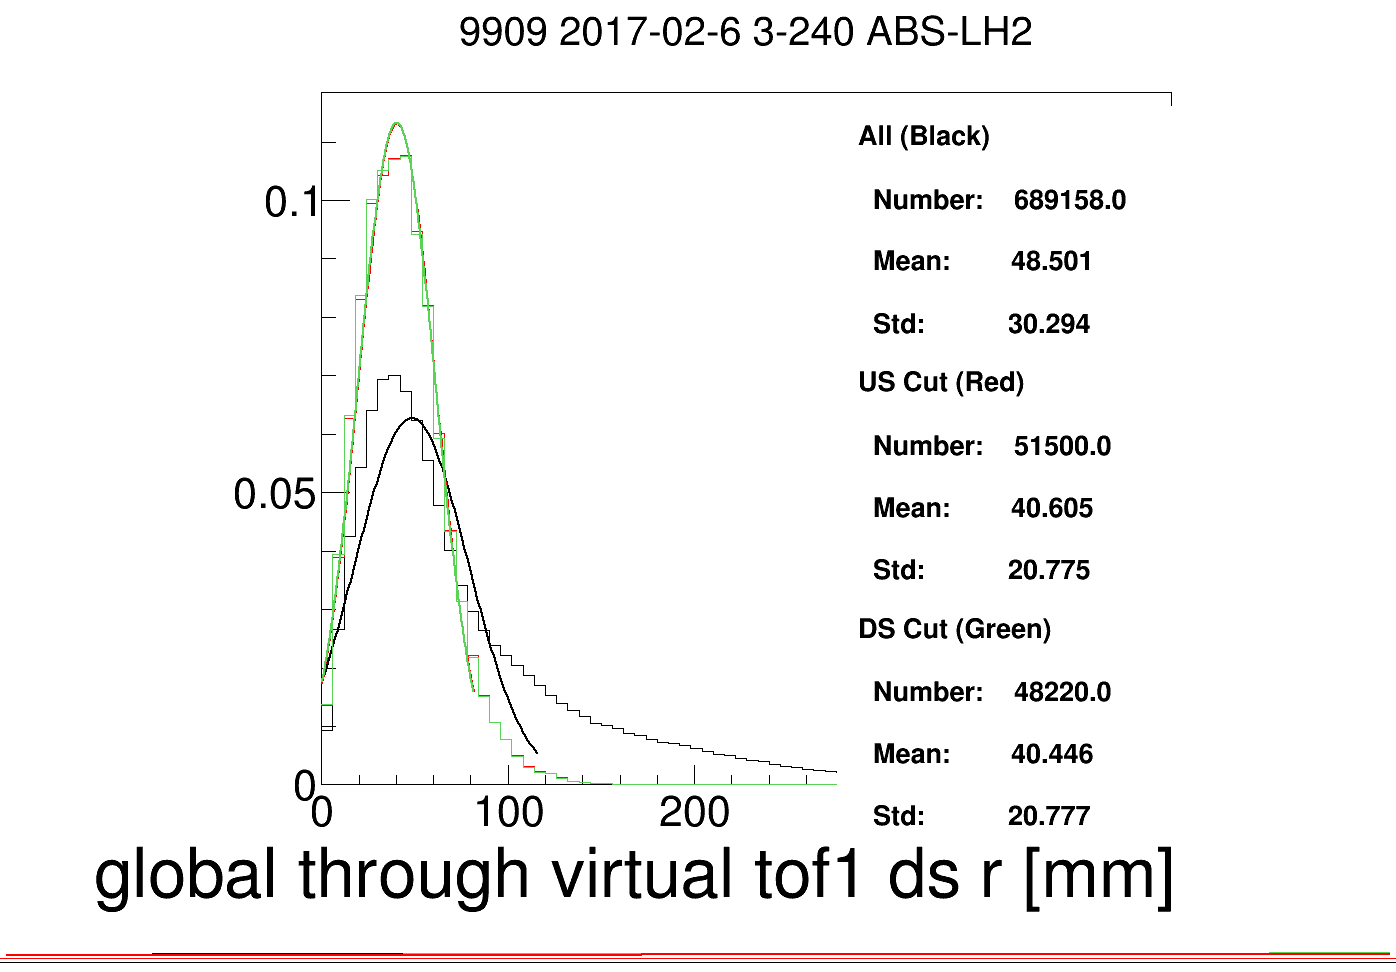 9909 2017-02-6 3-240 ABS-LH2
All (Black)
Number: 689158.0
Mean: 48.501
Std: 30.294
US Cut (Red)
Number: 51500.0
Mean: 40.605
Std: 20.775
DS Cut (Green)
Number: 48220.0
Mean: 40.446
Std: 20.777
0.1
0.05
0
0 100 200
global through virtual tof1 ds r [mm]